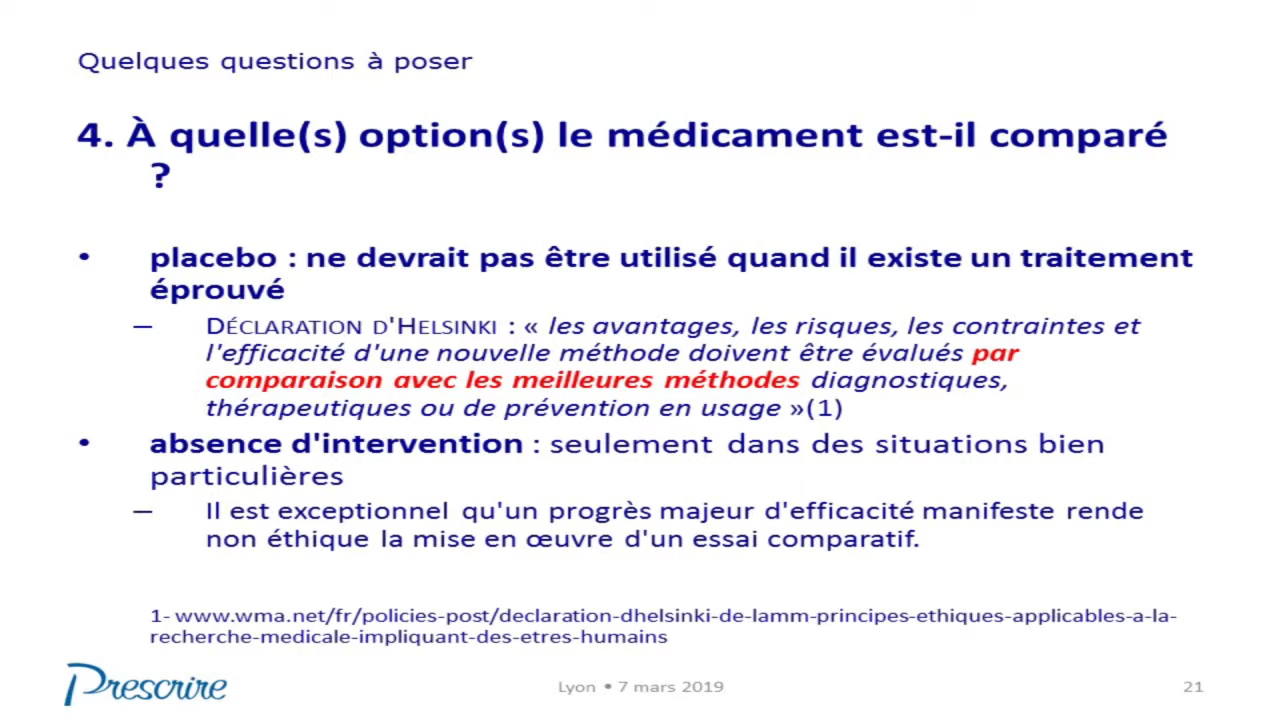 Quelques questions à poser
4. À quelle(s) option(s) le médicament est-il comparé
?
• placebo : ne devrait pas être utilisé quand il existe un traitement
éprouvé
– DÉCLARATION D'HELSINKI : « les avantages, les risques, les contraintes et
l'efficacité d'une nouvelle méthode doivent être évalués par
comparaison avec les meilleures méthodes diagnostiques,
thérapeutiques ou de prévention en usage »(1)
• absence d'intervention : seulement dans des situations bien
particulières
– Il est exceptionnel qu'un progrès majeur d'efficacité manifeste rende
non éthique la mise en œuvre d'un essai comparatif.
1- www.wma.net/fr/policies-post/declaration-dhelsinki-de-lamm-principes-ethiques-applicables-a-la-
recherche-medicale-impliquant-des-etres-humains
Prescrire
Lyon • 7 mars 2019
21